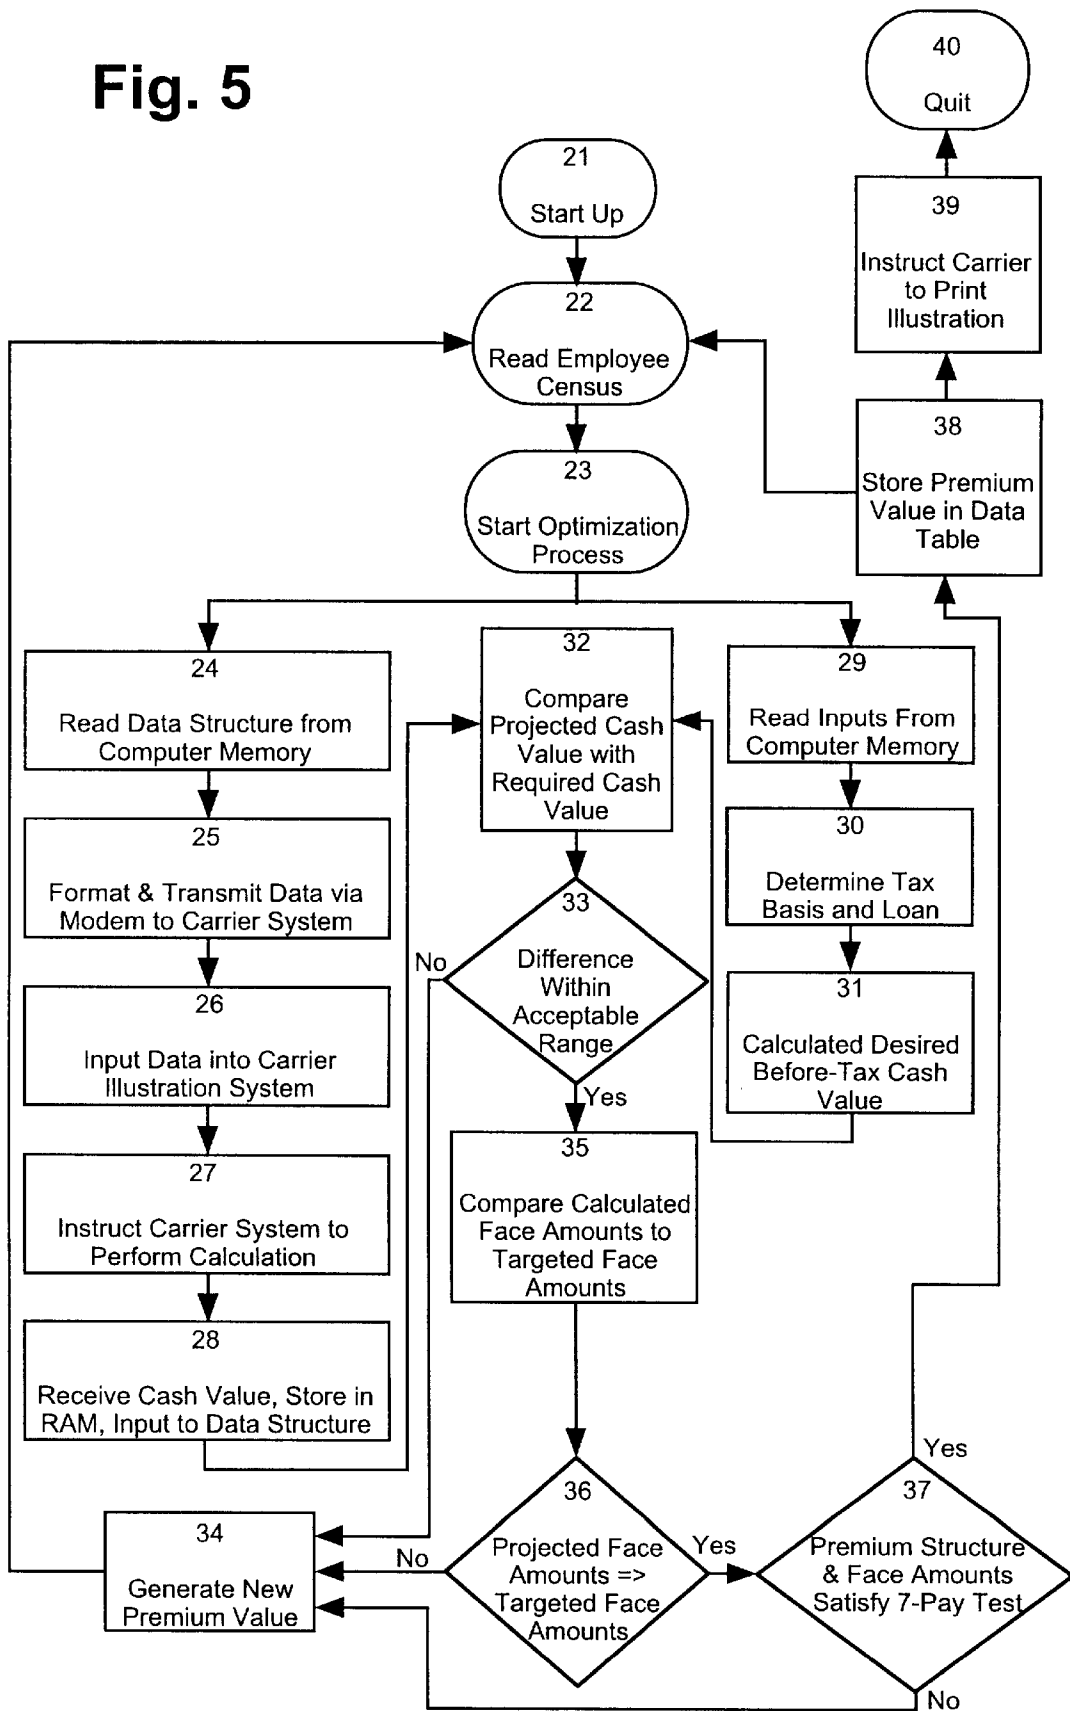 Fig. 5
40
Quit
21
Start Up
39
Instruct Carrier
to Print
Illustration
22
Read Employee
Census
38
Store Premium
Value in Data
Table
23
Start Optimization
Process
24
Read Data Structure from
Computer Memory
32
Compare
Projected Cash
Value with
Required Cash
Value
29
Read Inputs From
Computer Memory
25
Format & Transmit Data via
Modem to Carrier System
30
Determine Tax
Basis and Loan
33
Difference
Within
Acceptable
Range
No
Yes
26
Input Data into Carrier
Illustration System
31
Calculated Desired
Before-Tax Cash
Value
27
Instruct Carrier System to
Perform Calculation
35
Compare Calculated
Face Amounts to
Targeted Face
Amounts
28
Receive Cash Value, Store in
RAM, Input to Data Structure
34
Generate New
Premium Value
No
36
Projected Face
Amounts =>
Targeted Face
Amounts
Yes
Yes
37
Premium Structure
& Face Amounts
Satisfy 7-Pay Test
No